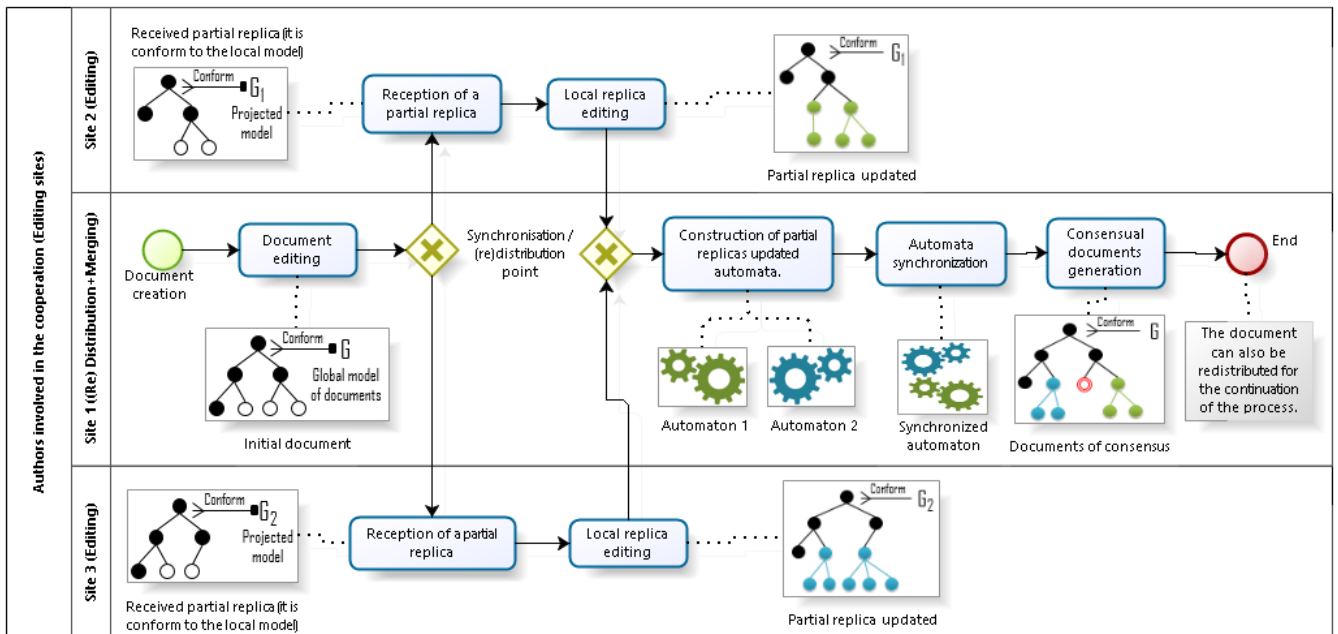 Authors involved in the cooperation (Editing sites)
Site 2 (Editing)
Received partial replica (it is
conform to the local model)
Conform
G1
Projected
model
Reception of a
partial replica
Local replica
editing
Conform
G1
Partial replica updated
Site 1 ((Re) Distribution+Merging)
Document
creation
Document
editing
Conform
G
Global model
of documents
Initial document
Synchronisation /
(re)distribution
point
Construction of partial
replicas updated
automata.
Automaton 1
Automaton 2
Automata
synchronization
Synchronized
automaton
Consensual
documents
generation
Conform
G
Documents of consensus
End
The document
can also be
redistributed for
the continuation
of the process.
Site 3 (Editing)
Conform
G2
Projected
model
Received partial replica (it is
conform to the local model)
Reception of a partial
replica
Local replica
editing
Conform
G2
Partial replica updated